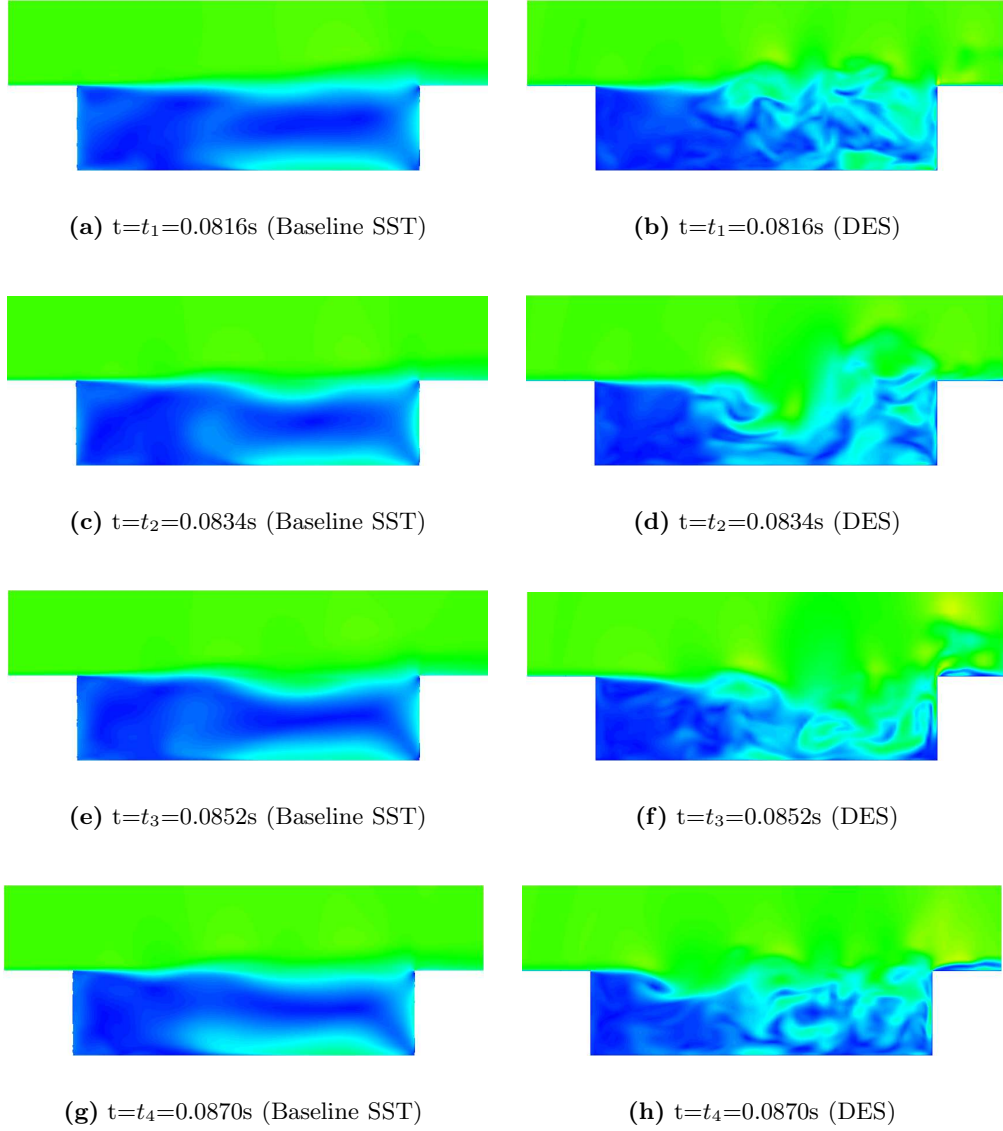 (a) t=t₁=0.0816s (Baseline SST)
(b) t=t₁=0.0816s (DES)
(c) t=t₂=0.0834s (Baseline SST)
(d) t=t₂=0.0834s (DES)
(e) t=t₃=0.0852s (Baseline SST)
(f) t=t₃=0.0852s (DES)
(g) t=t₄=0.0870s (Baseline SST)
(h) t=t₄=0.0870s (DES)